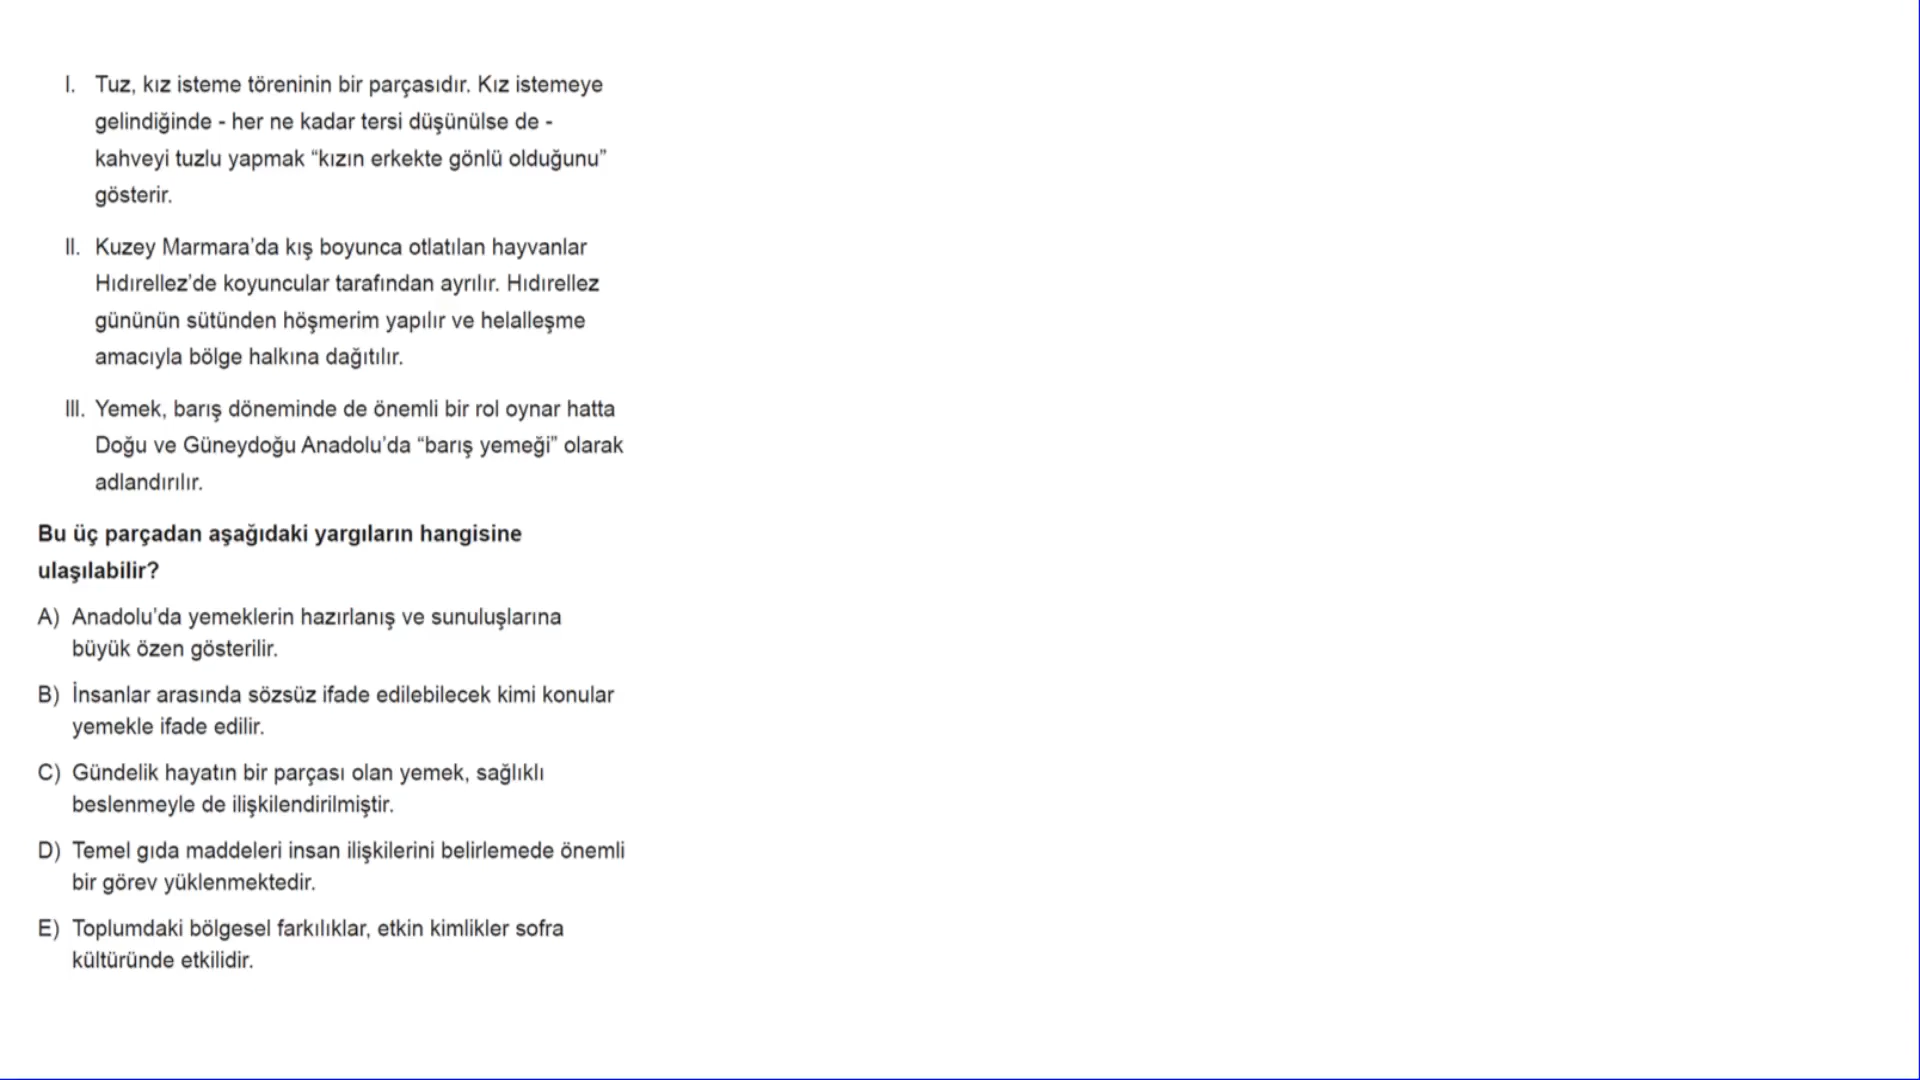 I. Tuz, kız isteme töreninin bir parçasıdır. Kız istemeye
gelindiğinde - her ne kadar tersi düşünülse de -
kahveyi tuzlu yapmak “kızın erkekte gönlü olduğunu”
gösterir.
II. Kuzey Marmara’da kış boyunca otlatılan hayvanlar
Hıdırellez’de koyuncular tarafından ayrılır. Hıdırellez
gününün sütünden höşmerim yapılır ve helalleşme
amacıyla bölge halkına dağıtılır.
III. Yemek, barış döneminde de önemli bir rol oynar hatta
Doğu ve Güneydoğu Anadolu’da “barış yemeği” olarak
adlandırılır.
Bu üç parçadan aşağıdaki yargıların hangisine
ulaşılabilir?
A) Anadolu’da yemeklerin hazırlanış ve sunuluşlarına
büyük özen gösterilir.
B) İnsanlar arasında sözsüz ifade edilebilecek kimi konular
yemekle ifade edilir.
C) Gündelik hayatın bir parçası olan yemek, sağlıklı
beslenmeyle de ilişkilendirilmiştir.
D) Temel gıda maddeleri insan ilişkilerini belirlemede önemli
bir görev yüklenmektedir.
E) Toplumdaki bölgesel farkılıklar, etkin kimlikler sofra
kültüründe etkilidir.